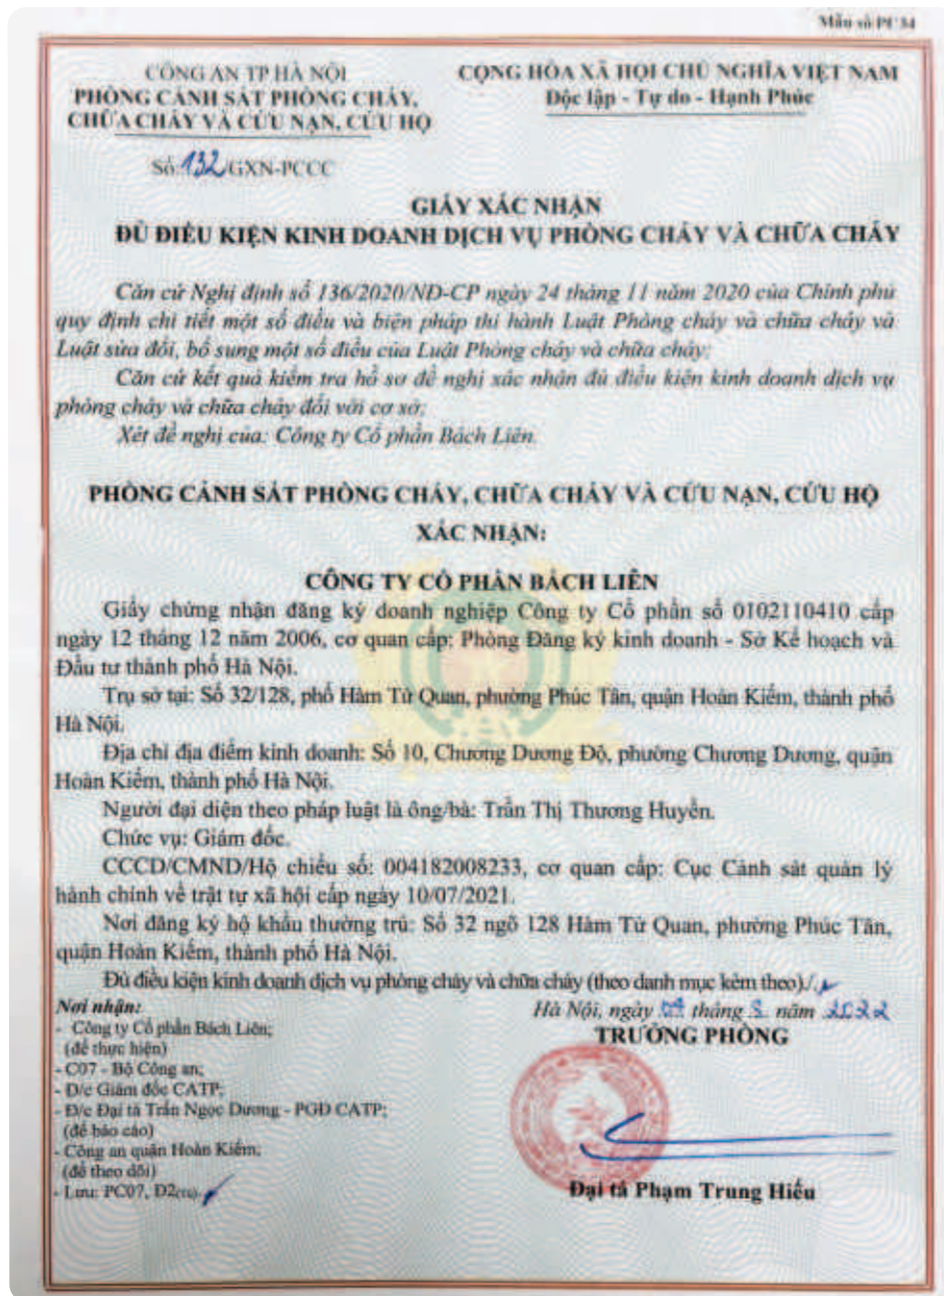 Mẫu số PC34
CÔNG AN TP HÀ NỘI
PHÒNG CẢNH SÁT PHÒNG CHÁY,
CHỮA CHÁY VÀ CỨU NẠN, CỨU HỘ
CỘNG HÒA XÃ HỘI CHỦ NGHĨA VIỆT NAM
Độc lập - Tự do - Hạnh Phúc
Số: 132/GXN-PCCC
GIẤY XÁC NHẬN
ĐỦ ĐIỀU KIỆN KINH DOANH DỊCH VỤ PHÒNG CHÁY VÀ CHỮA CHÁY
Căn cứ Nghị định số 136/2020/NĐ-CP ngày 24 tháng 11 năm 2020 của Chính phủ
quy định chi tiết một số điều và biện pháp thi hành Luật Phòng cháy và chữa cháy và
Luật sửa đổi, bổ sung một số điều của Luật Phòng cháy và chữa cháy;
Căn cứ kết quả kiểm tra hồ sơ đề nghị xác nhận đủ điều kiện kinh doanh dịch vụ
phòng cháy và chữa cháy đối với cơ sở;
Xét đề nghị của: Công ty Cổ phần Bách Liên.
PHÒNG CẢNH SÁT PHÒNG CHÁY, CHỮA CHÁY VÀ CỨU NẠN, CỨU HỘ
XÁC NHẬN:
CÔNG TY CỔ PHẦN BÁCH LIÊN
Giấy chứng nhận đăng ký doanh nghiệp Công ty Cổ phần số 0102110410 cấp
ngày 12 tháng 12 năm 2006, cơ quan cấp: Phòng Đăng ký kinh doanh - Sở Kế hoạch và
Đầu tư thành phố Hà Nội.
Trụ sở tại: Số 32/128, phố Hàm Tử Quan, phường Phúc Tân, quận Hoàn Kiếm, thành phố
Hà Nội.
Địa chỉ địa điểm kinh doanh: Số 10, Chương Dương Độ, phường Chương Dương, quận
Hoàn Kiếm, thành phố Hà Nội.
Người đại diện theo pháp luật là ông/bà: Trần Thị Thương Huyền.
Chức vụ: Giám đốc.
CCCD/CMND/Hộ chiếu số: 004182008233, cơ quan cấp: Cục Cảnh sát quản lý
hành chính về trật tự xã hội cấp ngày 10/07/2021.
Nơi đăng ký hộ khẩu thường trú: Số 32 ngõ 128 Hàm Tử Quan, phường Phúc Tân,
quận Hoàn Kiếm, thành phố Hà Nội.
Đủ điều kiện kinh doanh dịch vụ phòng cháy và chữa cháy (theo danh mục kèm theo)./.
Nơi nhận:
- Công ty Cổ phần Bách Liên;
(để thực hiện)
- C07 - Bộ Công an;
- Đ/c Giám đốc CATP;
- Đ/c Đại tá Trần Ngọc Dương - PGĐ CATP;
(để báo cáo)
- Công an quận Hoàn Kiếm;
(để theo dõi)
- Lưu: PC07, Đ2
Hà Nội, ngày tháng 8 năm 2022
TRƯỞNG PHÒNG
Đại tá Phạm Trung Hiếu